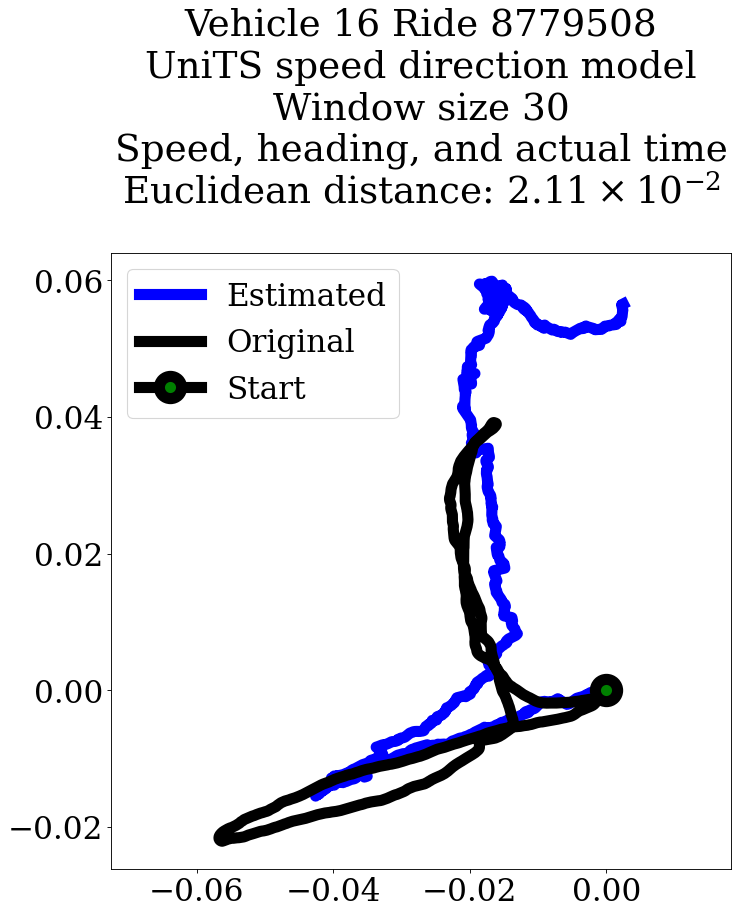 Vehicle 16 Ride 8779508
UniTS speed direction model
Window size 30
Speed, heading, and actual time
Euclidean distance: 2.11 × 10⁻²
0.06
0.04
0.02
0.00
−0.02
Estimated
Original
Start
−0.06 −0.04 −0.02 0.00